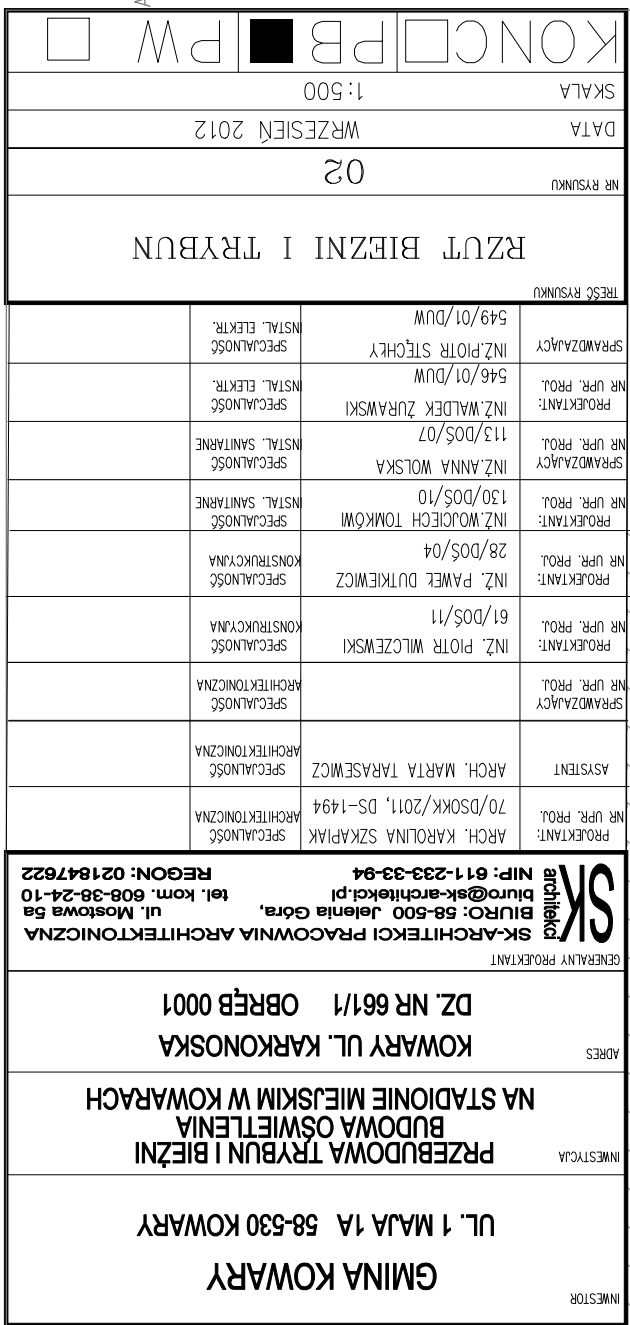 INWESTOR
GMINA KOWARY
UL. 1 MAJA 1A 58-530 KOWARY
INWESTYCJA
PRZEBUDOWA TRYBUN I BIEŻNI
BUDOWA OŚWIETLENIA
NA STADIONIE MIEJSKIM W KOWARACH
ADRES
KOWARY UL. KARKONOSKA
DZ. NR 661/1 OBRĘB 0001
GENERALNY PROJEKTANT
SK architekci
SK-ARCHITEKCI PRACOWNIA ARCHITEKTONICZNA
BIURO: 58-500 Jelenia Góra, ul. Mostowa 5a
biuro@sk-architekci.pl tel. kom. 608-38-24-10
NIP: 611-233-33-94 REGON: 021847622
PROJEKTANT: ARCH. KAROLINA SZKAPIAK SPECJALNOŚĆ
NR UPR. PROJ. 70/DSOKK/2011, DS-1494 ARCHITEKTONICZNA
ASYSTENT ARCH. MARTA TARASEWICZ SPECJALNOŚĆ
ARCHITEKTONICZNA
SPRAWDZAJĄCY SPECJALNOŚĆ
NR UPR. PROJ. ARCHITEKTONICZNA
PROJEKTANT: INŻ. PIOTR WILCZEWSKI SPECJALNOŚĆ
NR UPR. PROJ. 61/DOŚ/11 KONSTRUKCYJNA
PROJEKTANT: INŻ. PAWEŁ DUTKIEWICZ SPECJALNOŚĆ
NR UPR. PROJ. 28/DOŚ/04 KONSTRUKCYJNA
PROJEKTANT: INŻ.WOJCIECH TOMKÓW SPECJALNOŚĆ
NR UPR. PROJ. 130/DOŚ/10 INSTAL. SANITARNE
SPRAWDZAJĄCY INŻ.ANNA WOLSKA SPECJALNOŚĆ
NR UPR. PROJ. 113/DOŚ/07 INSTAL. SANITARNE
PROJEKTANT: INŻ.WALDEK ŻURAWSKI SPECJALNOŚĆ
NR UPR. PROJ. 546/01/DUW INSTAL. ELEKTR.
SPRAWDZAJĄCY INŻ.PIOTR STĘCHŁY SPECJALNOŚĆ
549/01/DUW INSTAL. ELEKTR.
TREŚĆ RYSUNKU
RZUT BIEZNI I TRYBUN
NR RYSUNKU 02
DATA WRZESIEŃ 2012
SKALA 1:500
KONC PB PW